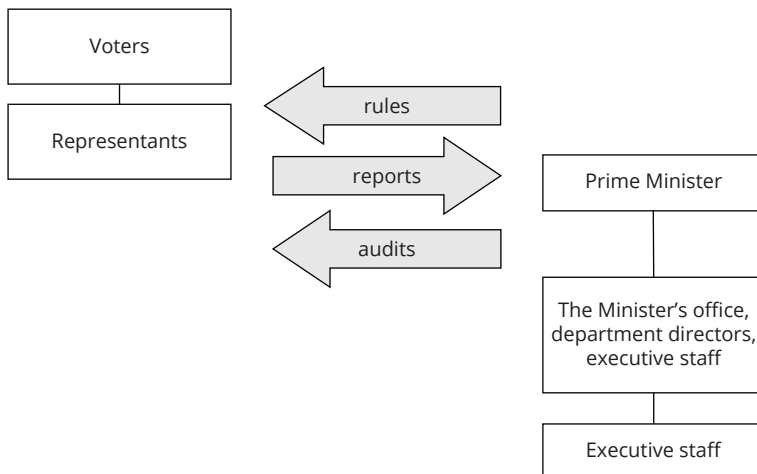 Voters
Representants
rules
reports
audits
Prime Minister
The Minister’s office,
department directors,
executive staff
Executive staff